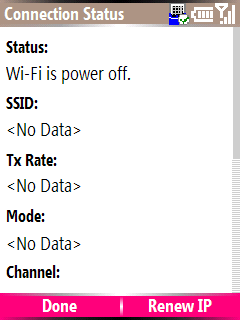 Connection Status
Status:
Wi-Fi is power off.
SSID:
<No Data>
Tx Rate:
<No Data>
Mode:
<No Data>
Channel:
Done
Renew IP